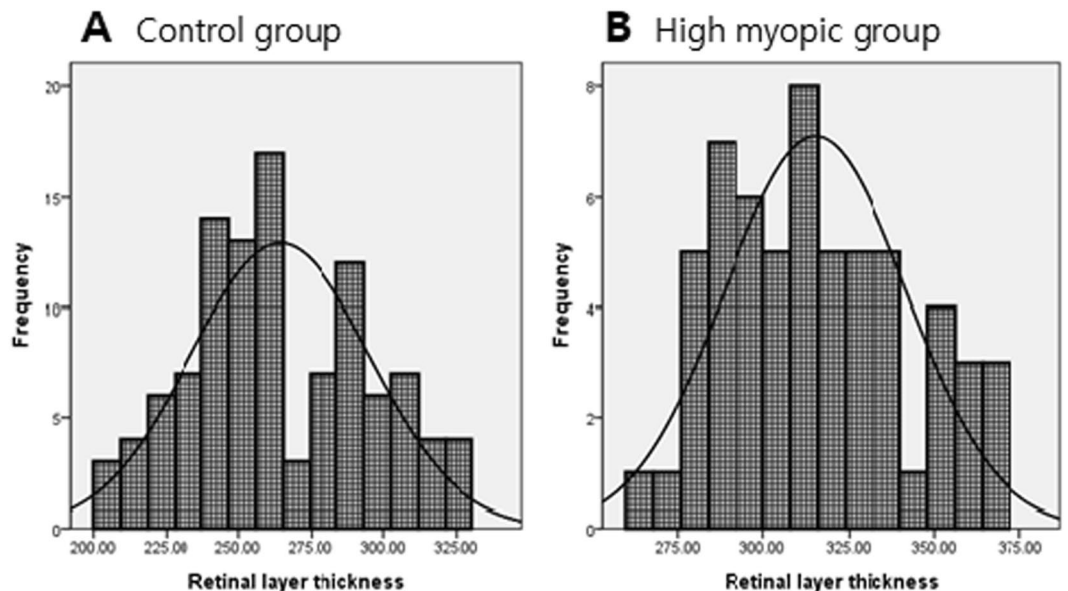 A Control group
20
15
10
5
0
Frequency
200.00 225.00 250.00 275.00 300.00 325.00
Retinal layer thickness
B High myopic group
8
6
4
2
0
Frequency
275.00 300.00 325.00 350.00 375.00
Retinal layer thickness